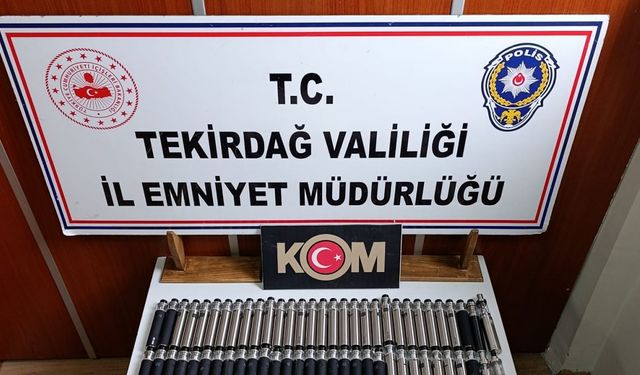 T.C.
POLİS
TEKİRDAĞ VALİLİĞİ
İL EMNİYET MÜDÜRLÜĞÜ
KOM